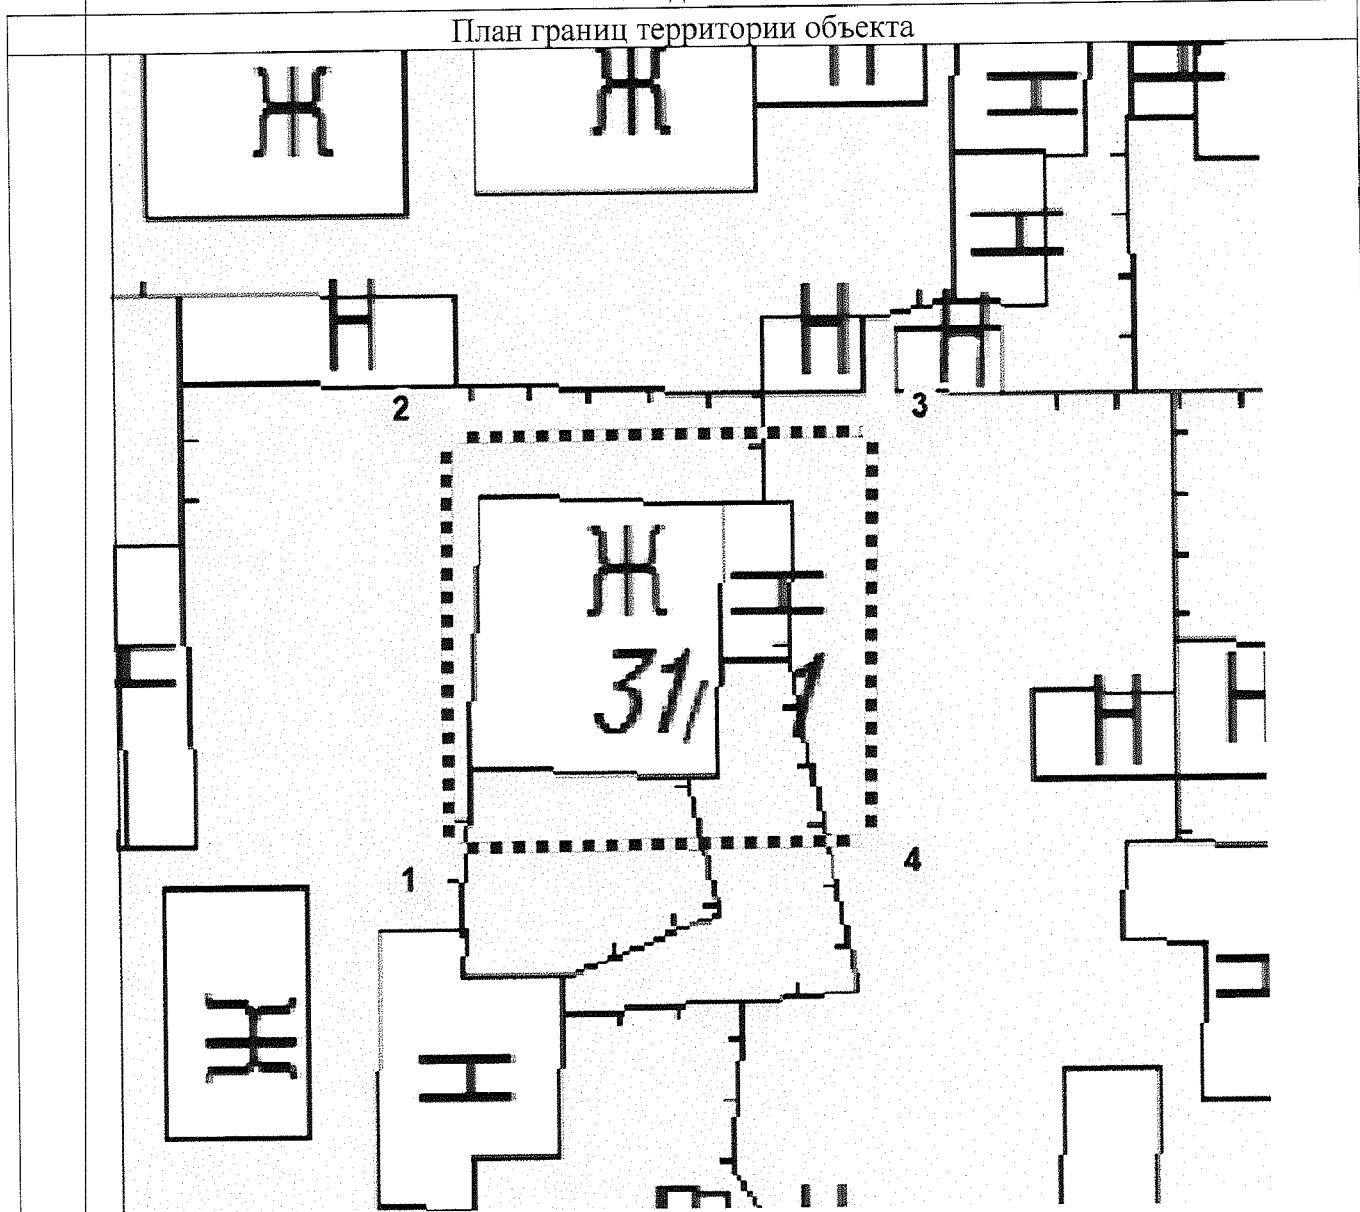 План границ территории объекта
Ж Ж Н Н Н
Н
Н Н Н
2 3
Ж Н
31/1
Н Н Н
1 4
Ж Н